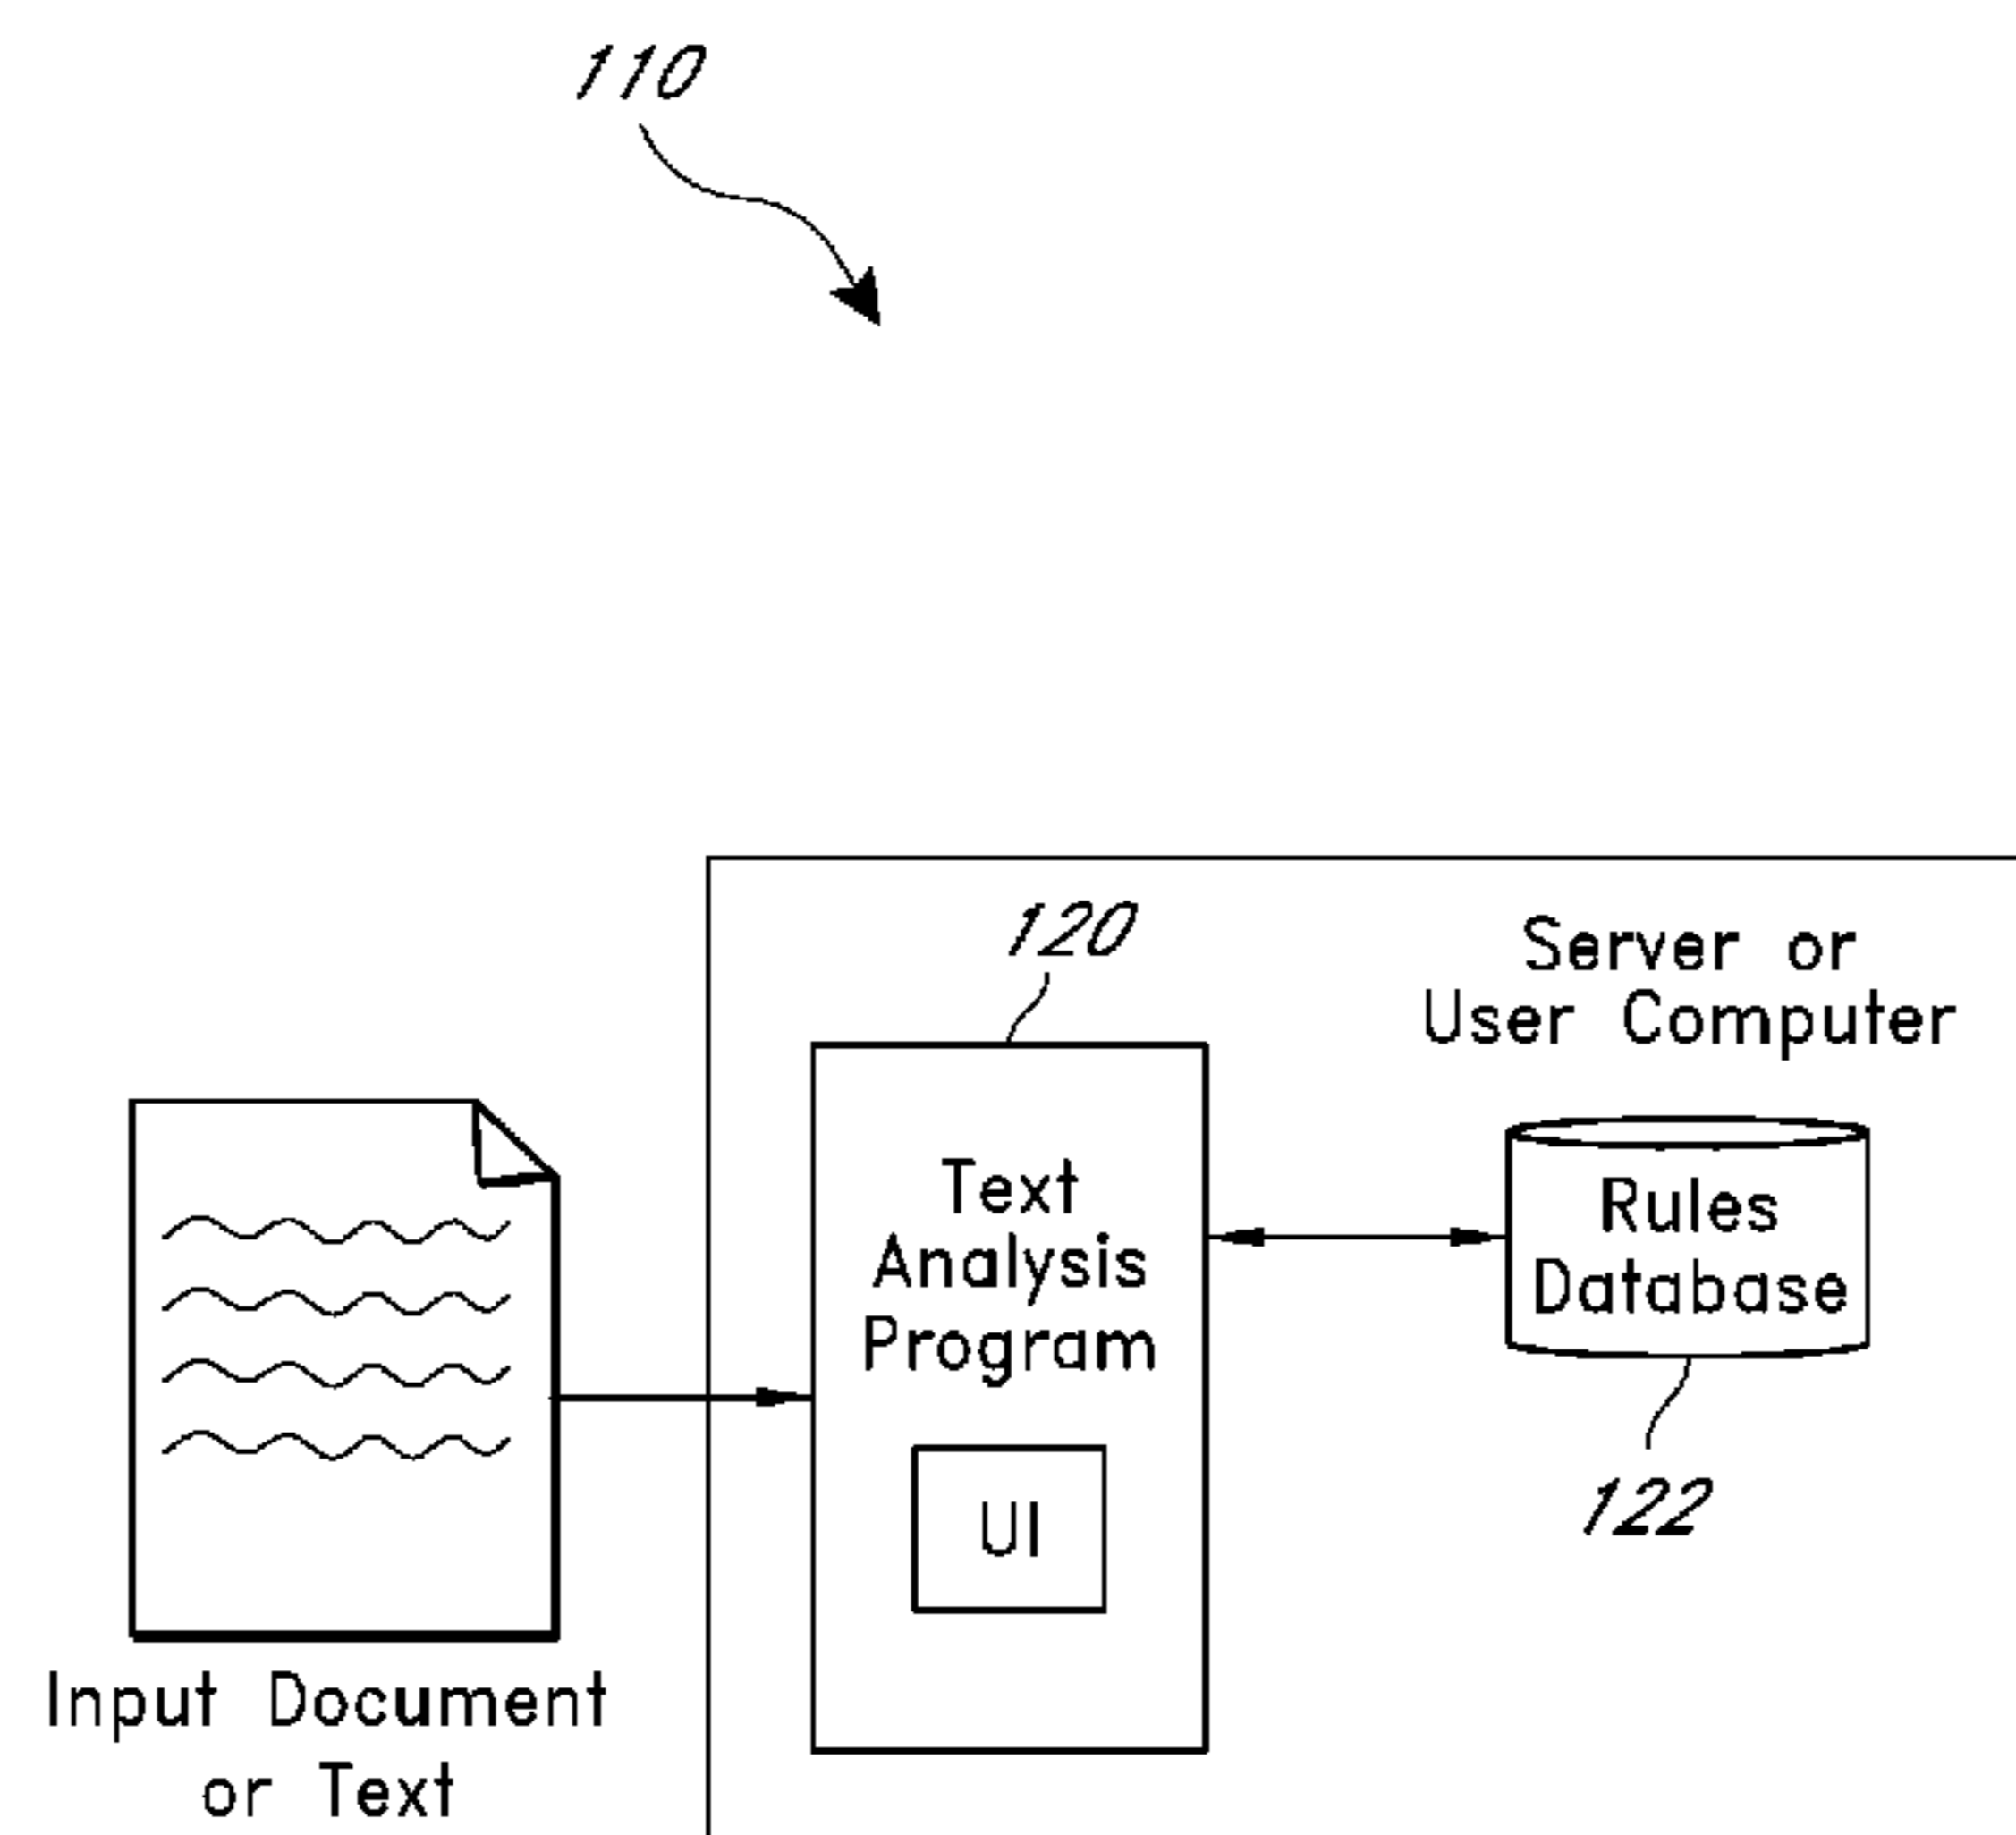 110
120
Server or
User Computer
Text
Analysis
Program
UI
Rules
Database
122
Input Document
or Text